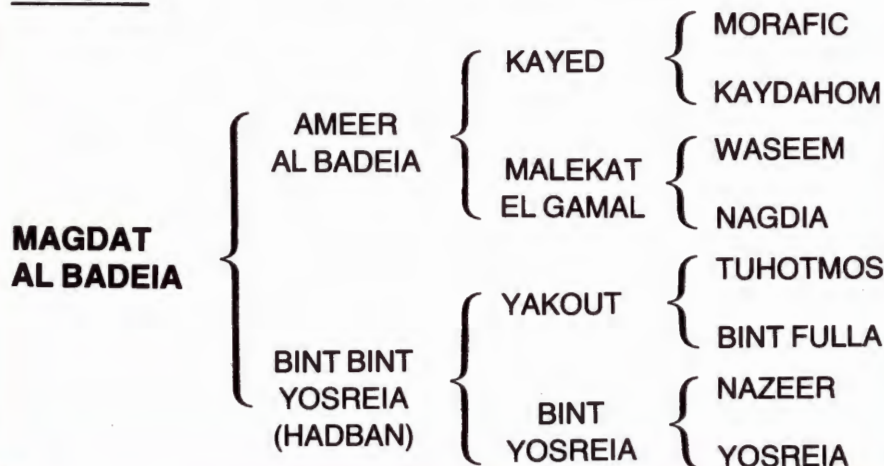 MAGDAT
AL BADEIA
AMEER
AL BADEIA
BINT BINT
YOSREIA
(HADBAN)
KAYED
MALEKAT
EL GAMAL
YAKOUT
BINT
YOSREIA
MORAFIC
KAYDAHOM
WASEEM
NAGDIA
TUHOTMOS
BINT FULLA
NAZEER
YOSREIA